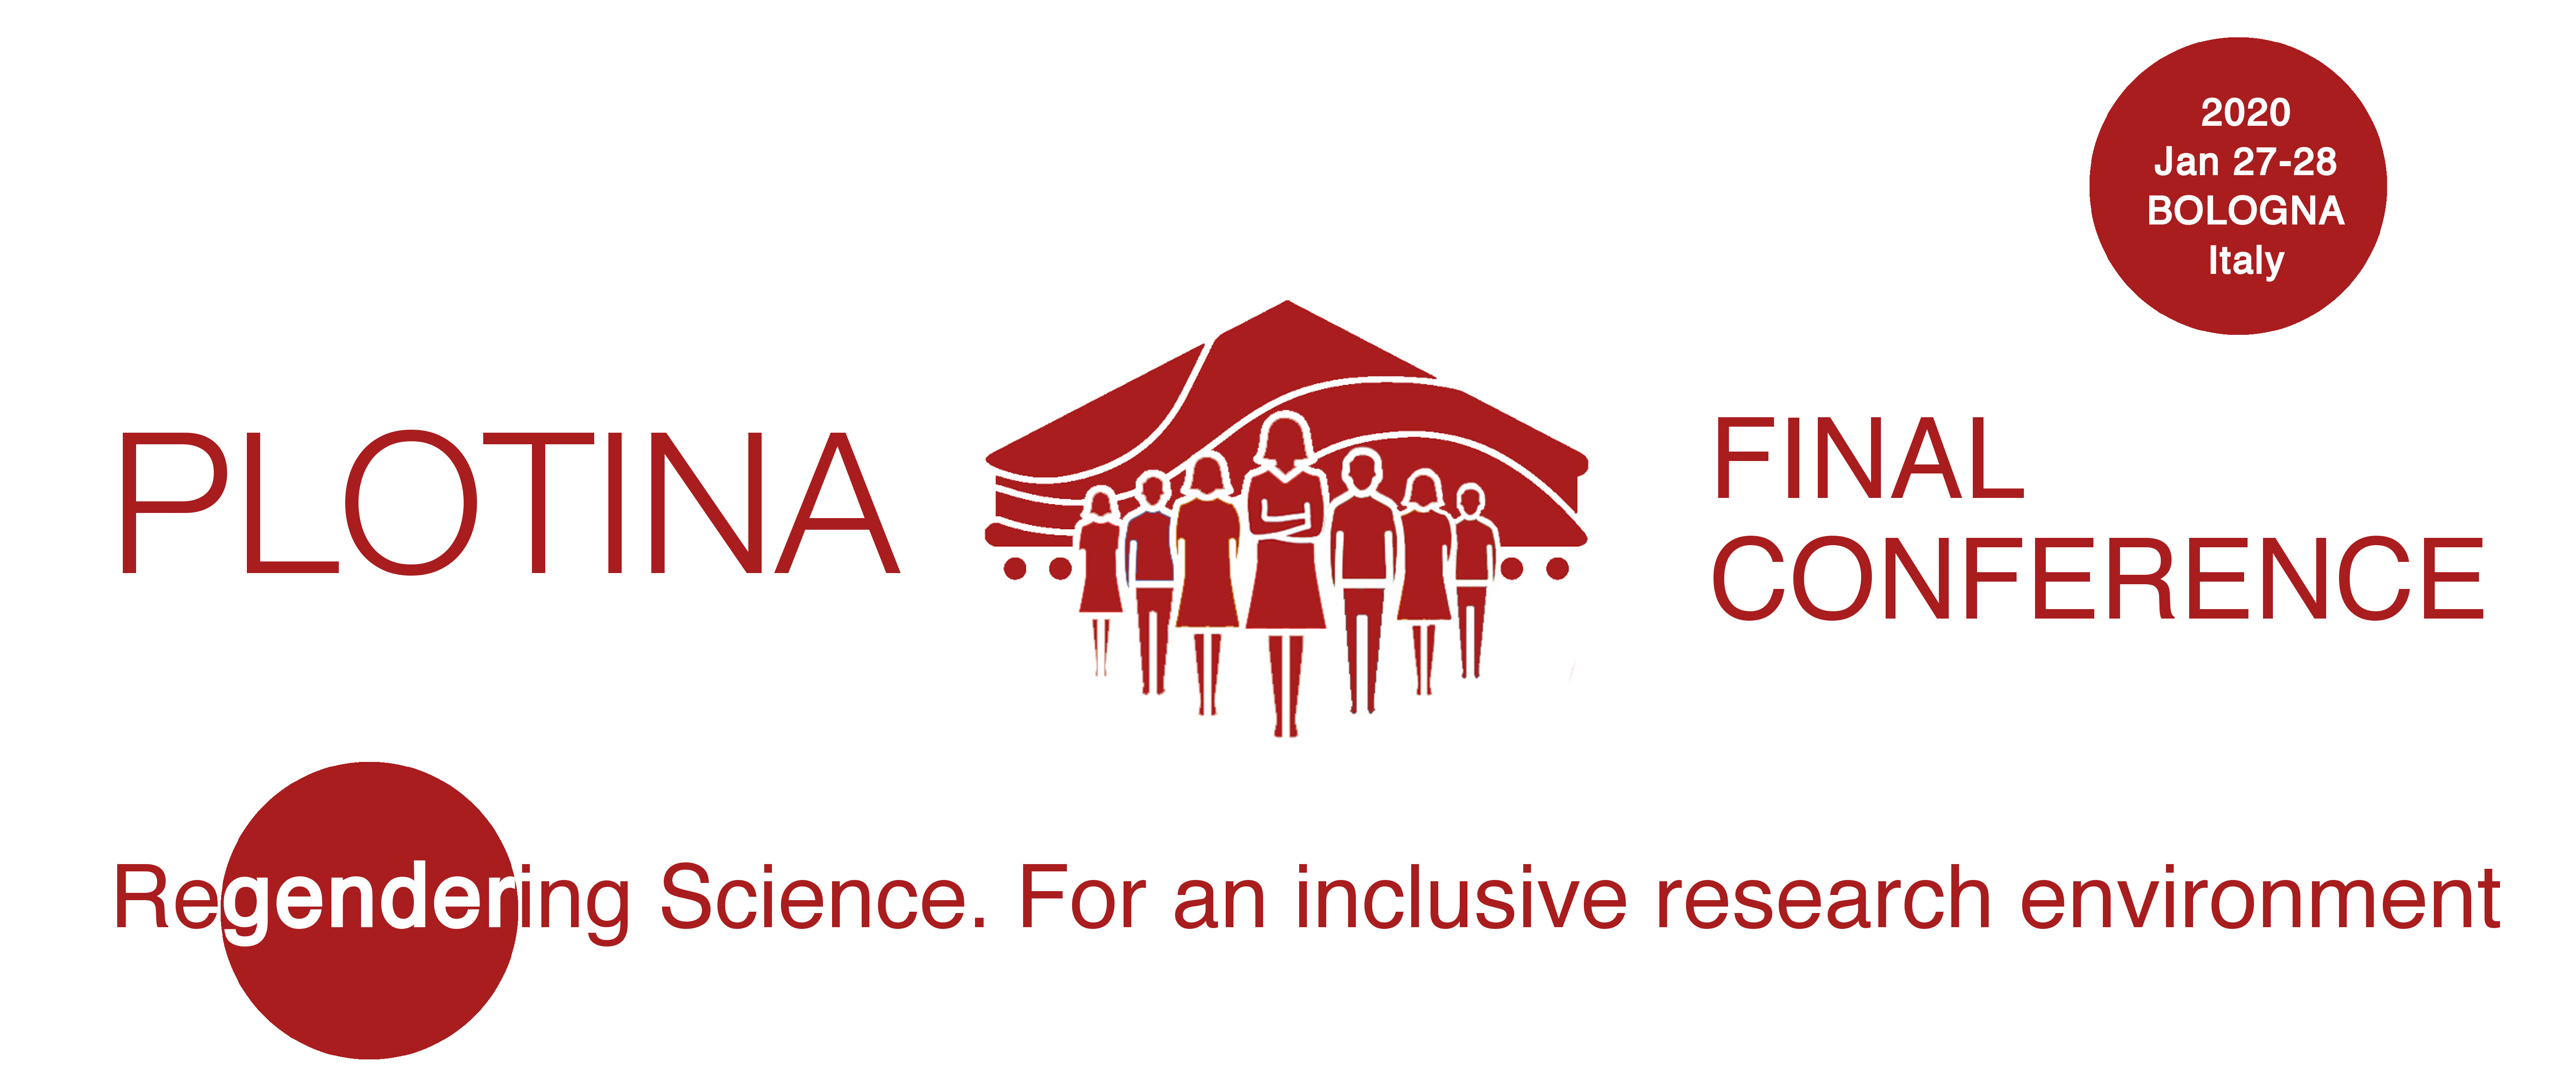 2020
Jan 27-28
BOLOGNA
Italy
PLOTINA
FINAL
CONFERENCE
Regendering Science. For an inclusive research environment